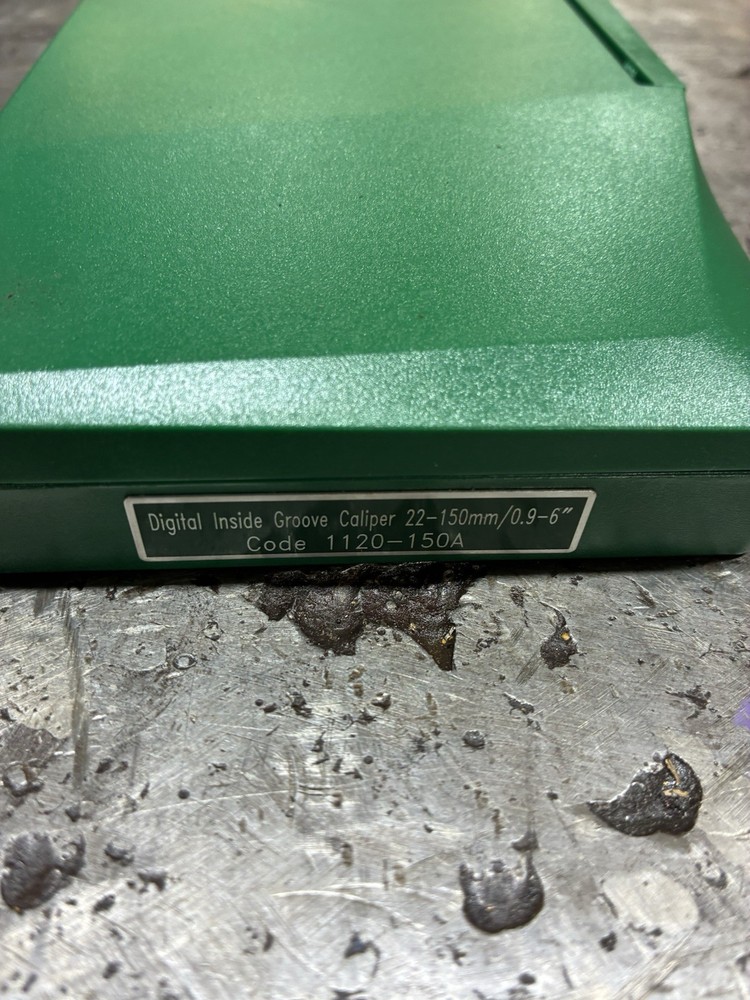 Digital Inside Groove Caliper 22-150mm/0.9-6"
Code 1120-150A